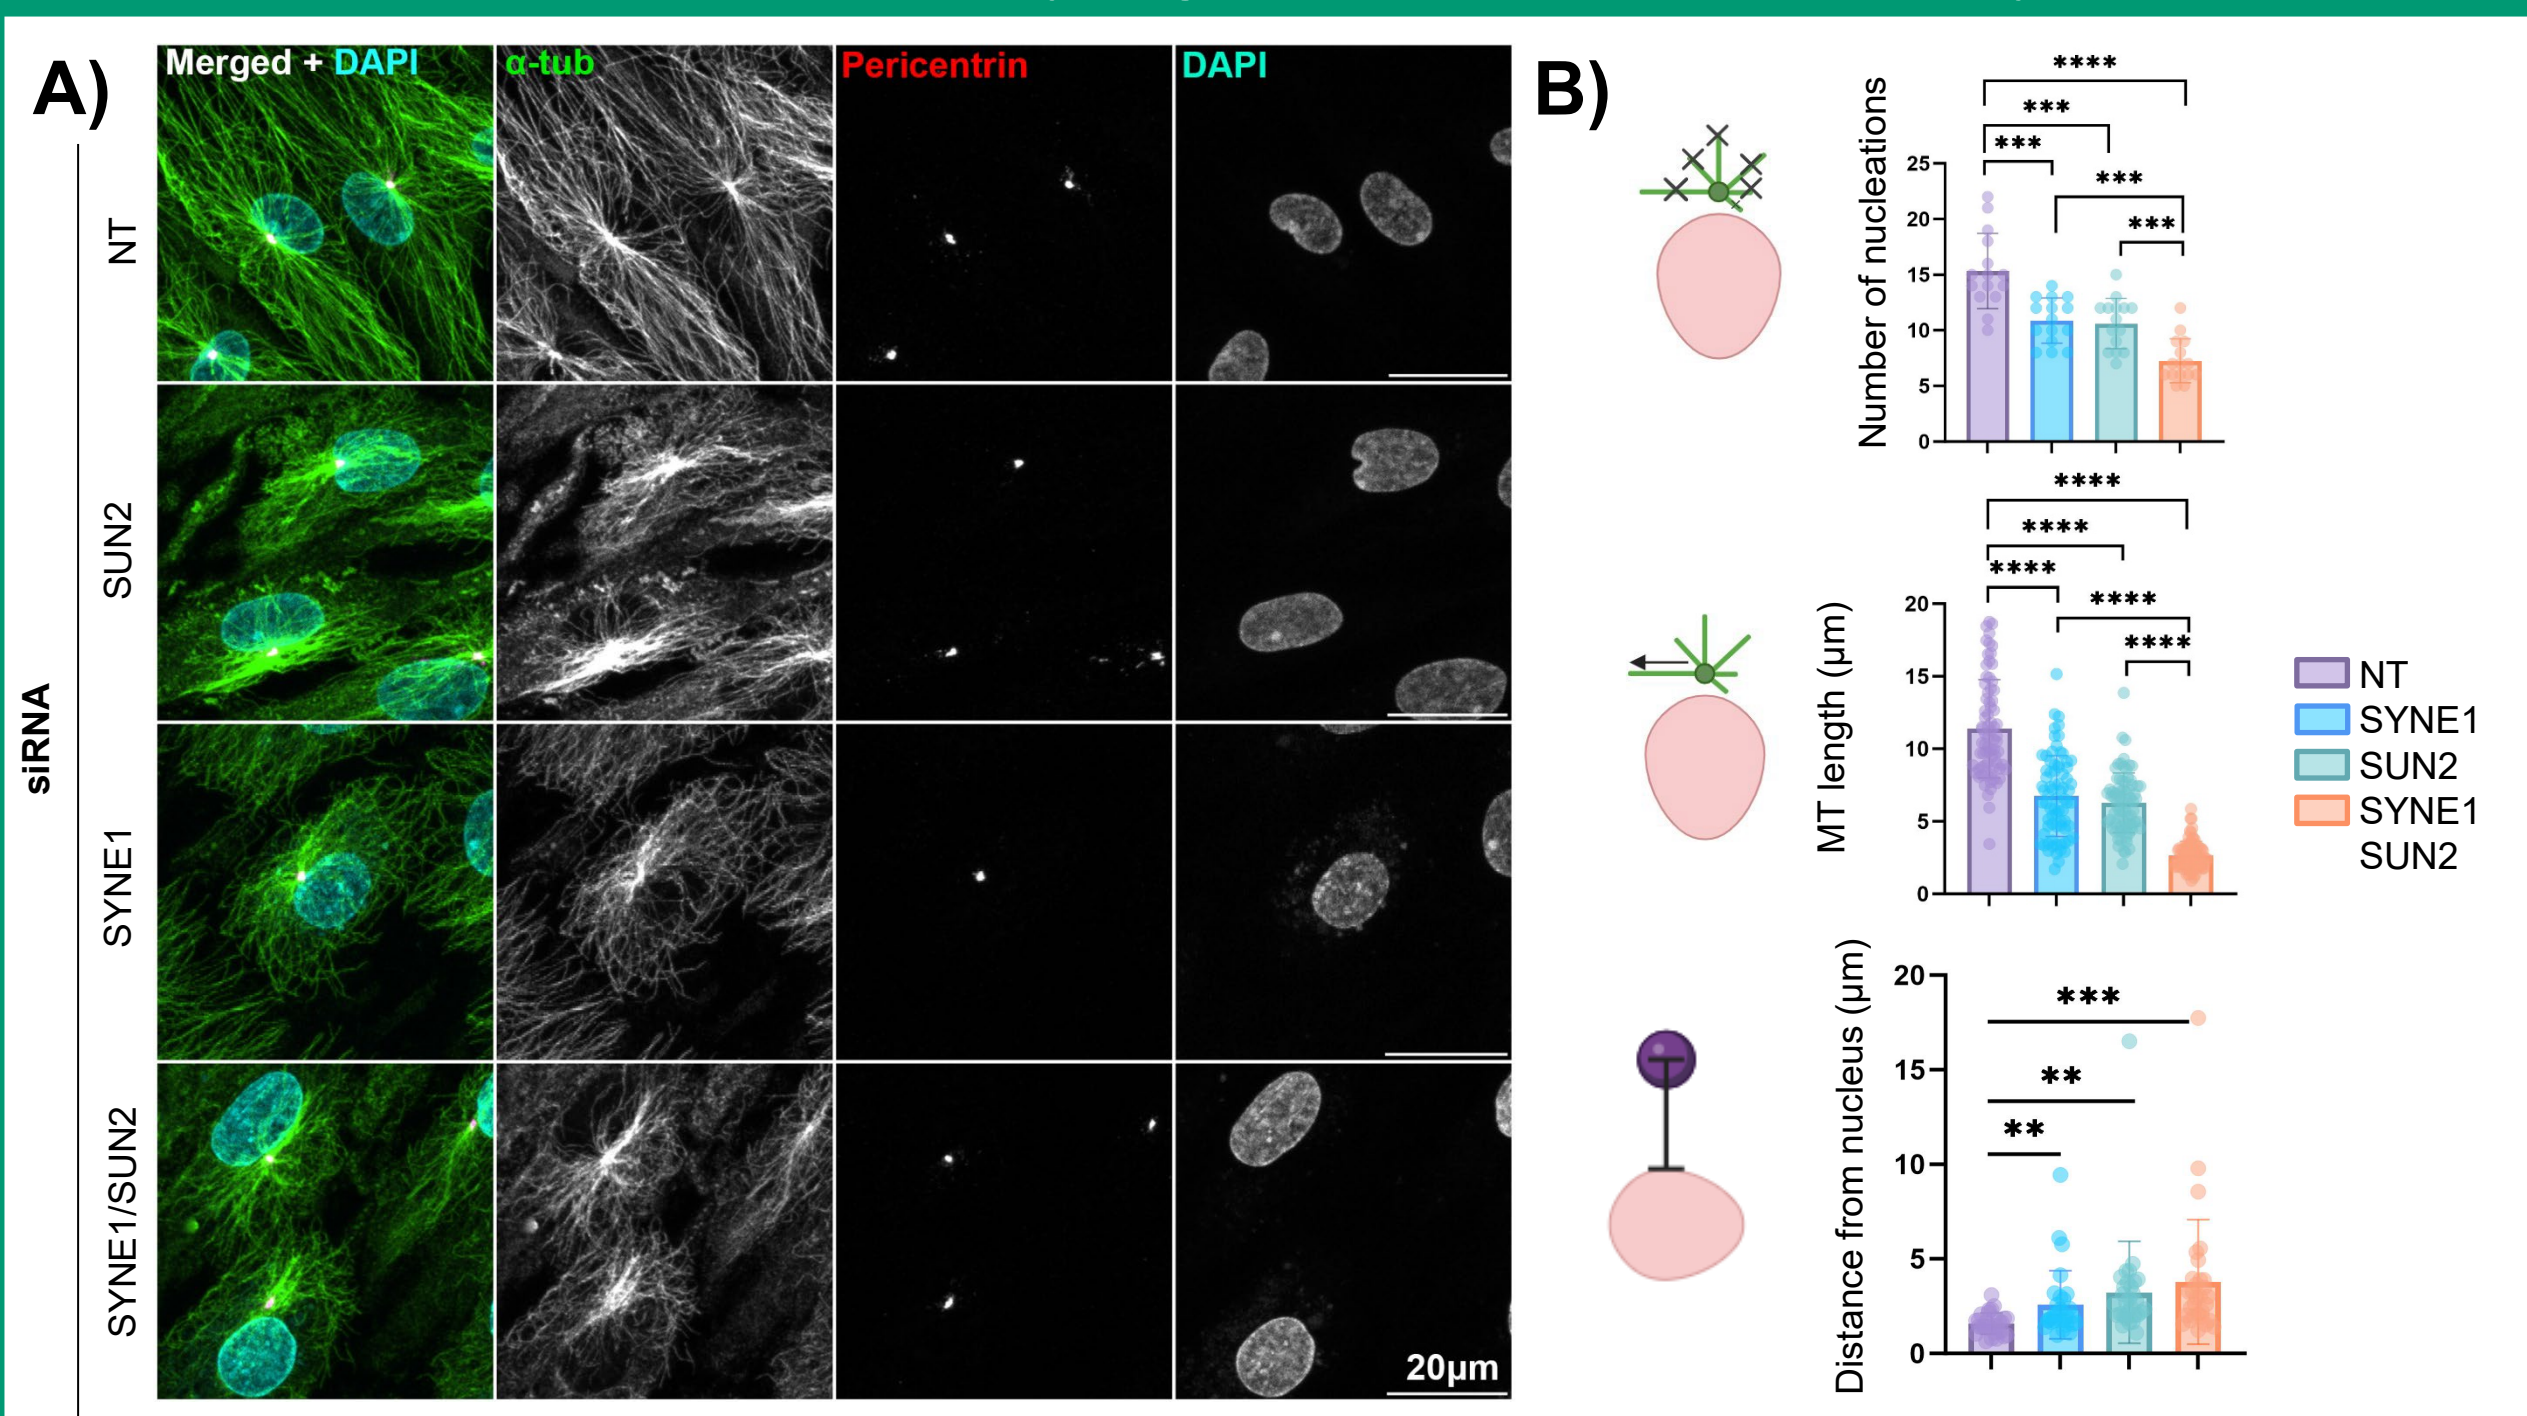 A)
Merged + DAPI
α-tub
Pericentrin
DAPI
siRNA
NT
SUN2
SYNE1
SYNE1/SUN2
20µm
B)
Number of nucleations
25
20
15
10
5
0
****
***
***
***
***
MT length (µm)
20
15
10
5
0
****
****
****
****
****
Distance from nucleus (µm)
20
15
10
5
0
***
**
**
NT
SYNE1
SUN2
SYNE1
SUN2